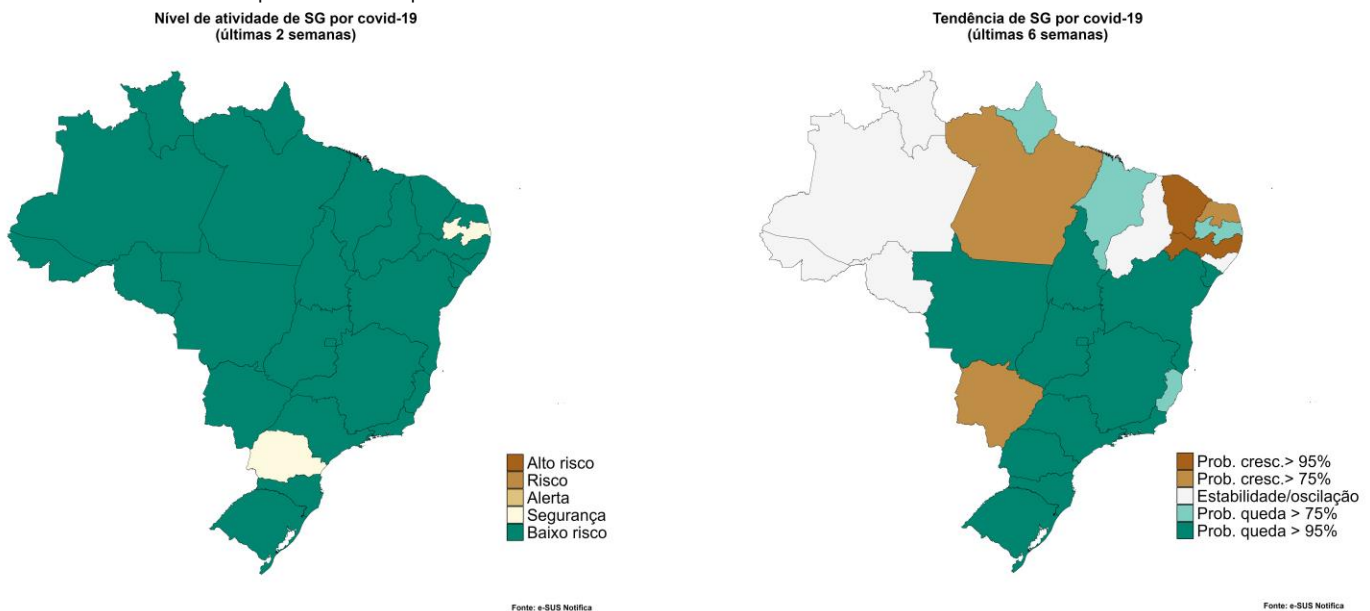 Nível de atividade de SG por covid-19
(últimas 2 semanas)
Alto risco
Risco
Alerta
Segurança
Baixo risco
Fonte: e-SUS Notifica
Tendência de SG por covid-19
(últimas 6 semanas)
Prob. cresc.> 95%
Prob. cresc.> 75%
Estabilidade/oscilação
Prob. queda > 75%
Prob. queda > 95%
Fonte: e-SUS Notifica